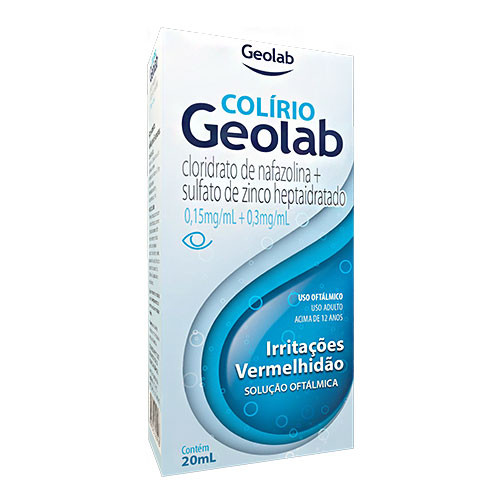 Geolab
COLÍRIO
Geolab
cloridrato de nafazolina +
sulfato de zinco heptaidratado
0,15mg/mL + 0,3mg/mL
USO OFTÁLMICO
USO ADULTO
ACIMA DE 12 ANOS
Irritações
Vermelhidão
SOLUÇÃO OFTÁLMICA
Contém
20mL